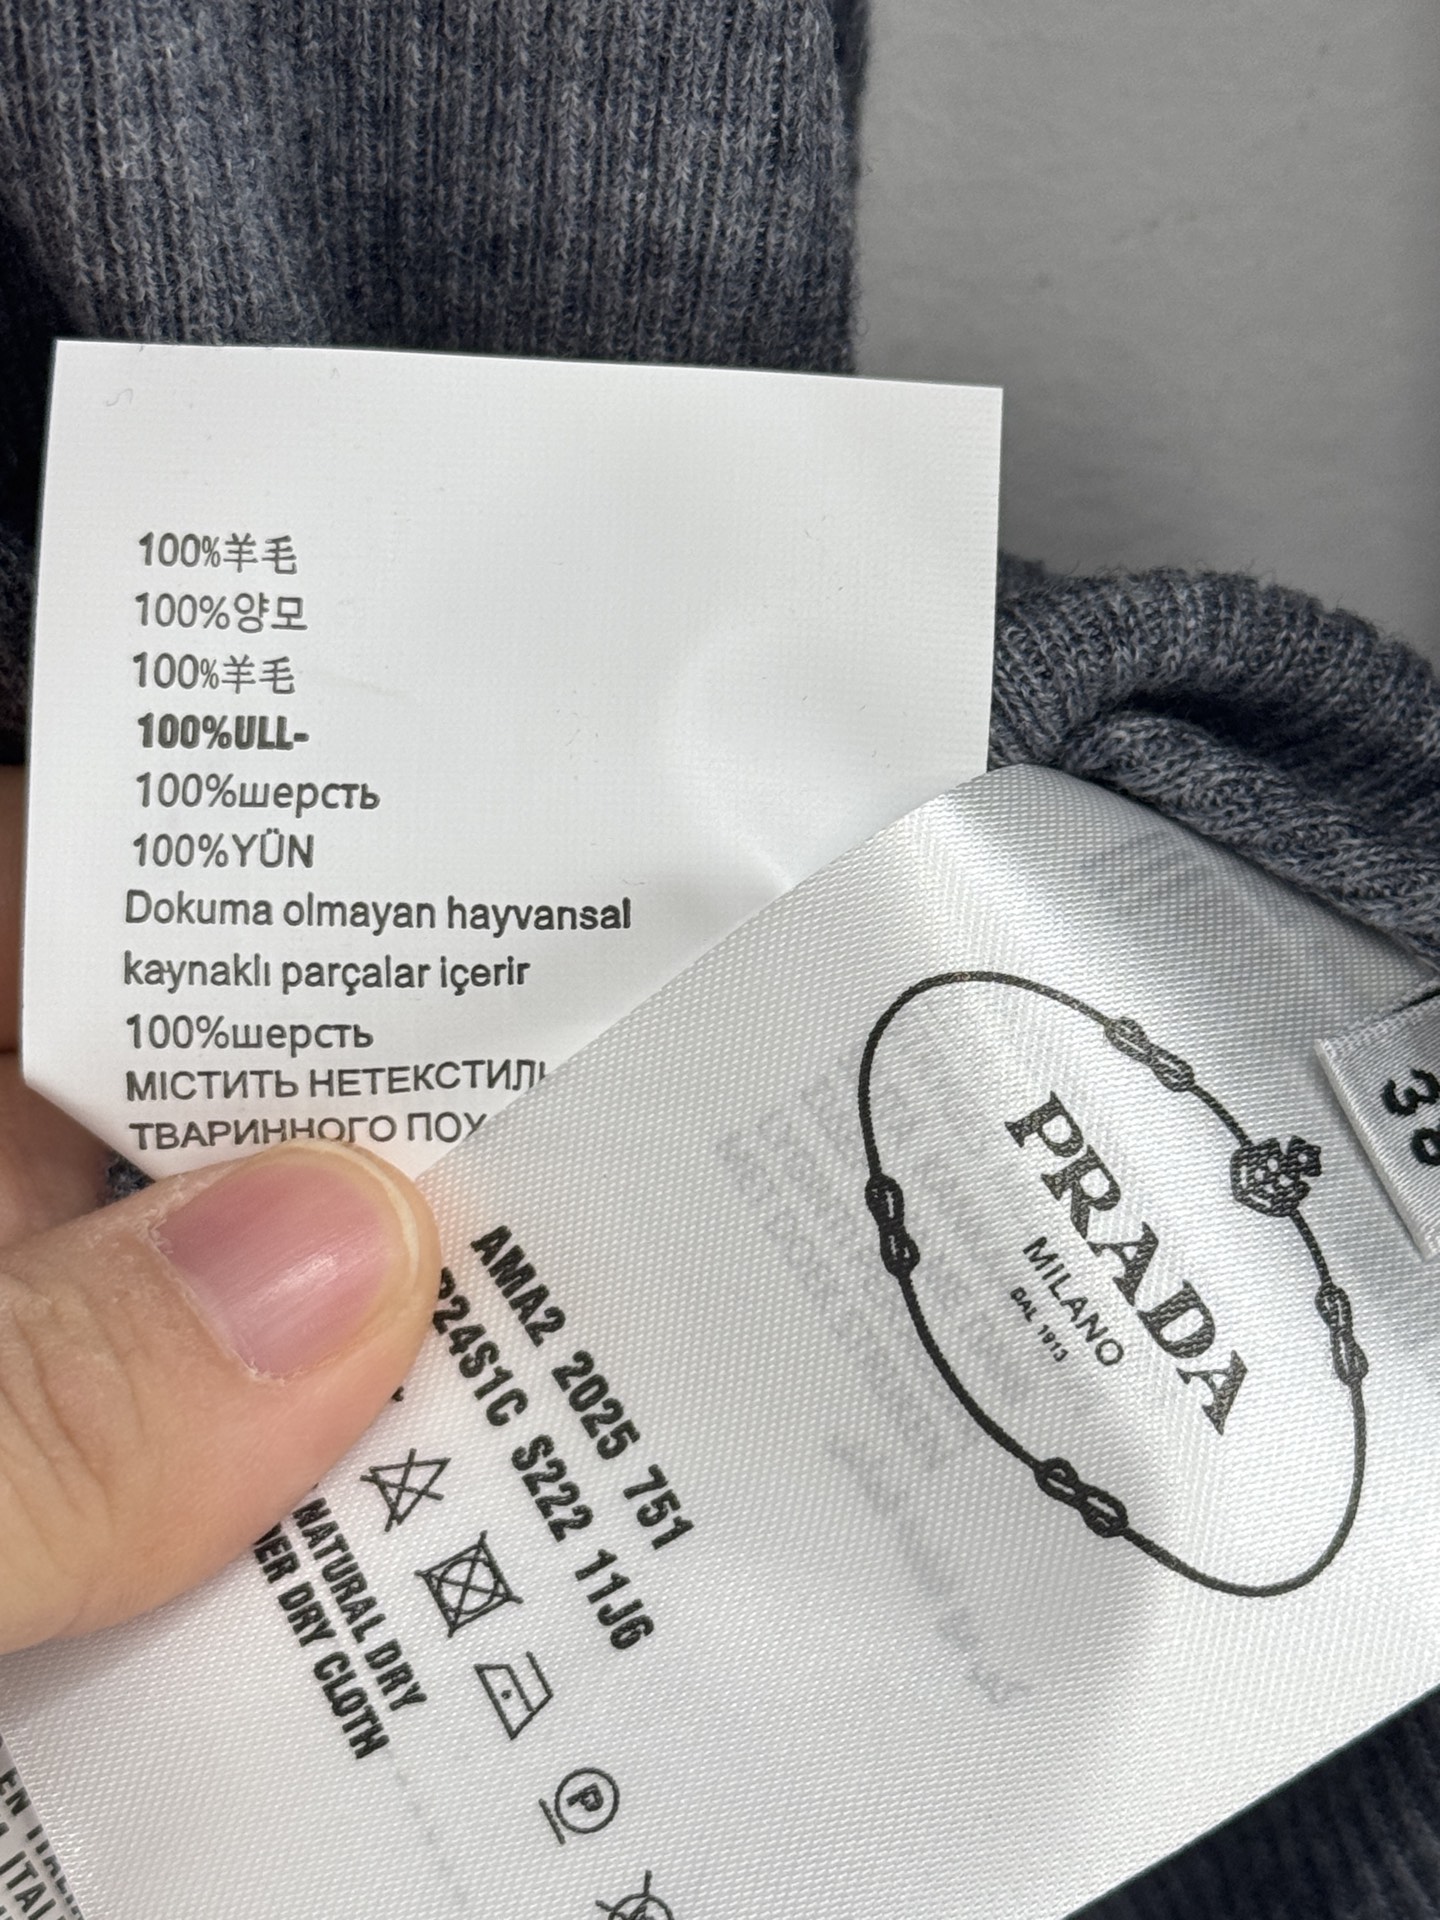 100%羊毛
100%양모
100%羊毛
100%ULL-
100%шерсть
100%YÜN
Dokuma olmayan hayvansal
kaynaklı parçalar içerir
100%шерсть
МІСТИТЬ НЕТЕКСТИЛЬ
ТВАРИННОГО ПОХ
PRADA
MILANO
DAL 1913
AMA2 2025 751
P24S1C S222 11J6
P
NATURAL DRY
DRY CLOTH
EN